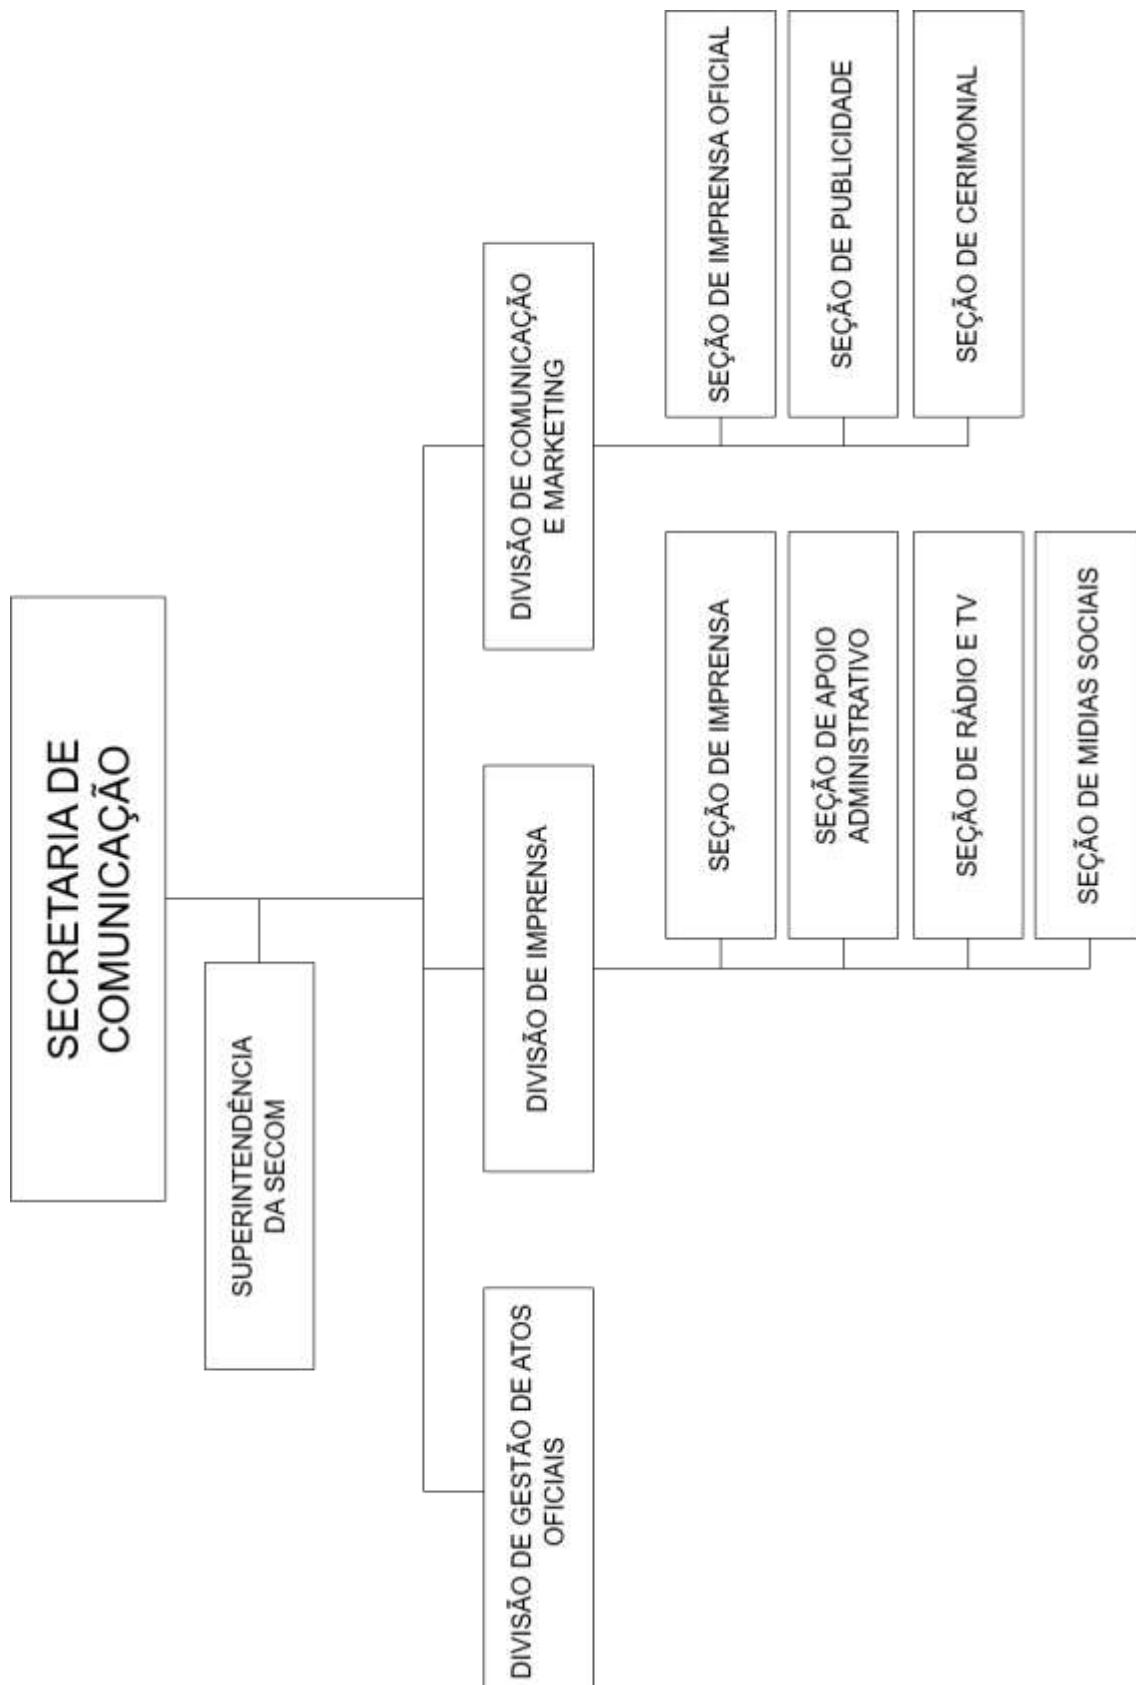 SECRETARIA DE
COMUNICAÇÃO
SUPERINTENDÊNCIA
DA SECOM
DIVISÃO DE GESTÃO DE ATOS
OFICIAIS
DIVISÃO DE IMPRENSA
DIVISÃO DE COMUNICAÇÃO
E MARKETING
SEÇÃO DE IMPRENSA
SEÇÃO DE APOIO
ADMINISTRATIVO
SEÇÃO DE RÁDIO E TV
SEÇÃO DE MIDIAS SOCIAIS
SEÇÃO DE IMPRENSA OFICIAL
SEÇÃO DE PUBLICIDADE
SEÇÃO DE CERIMONIAL